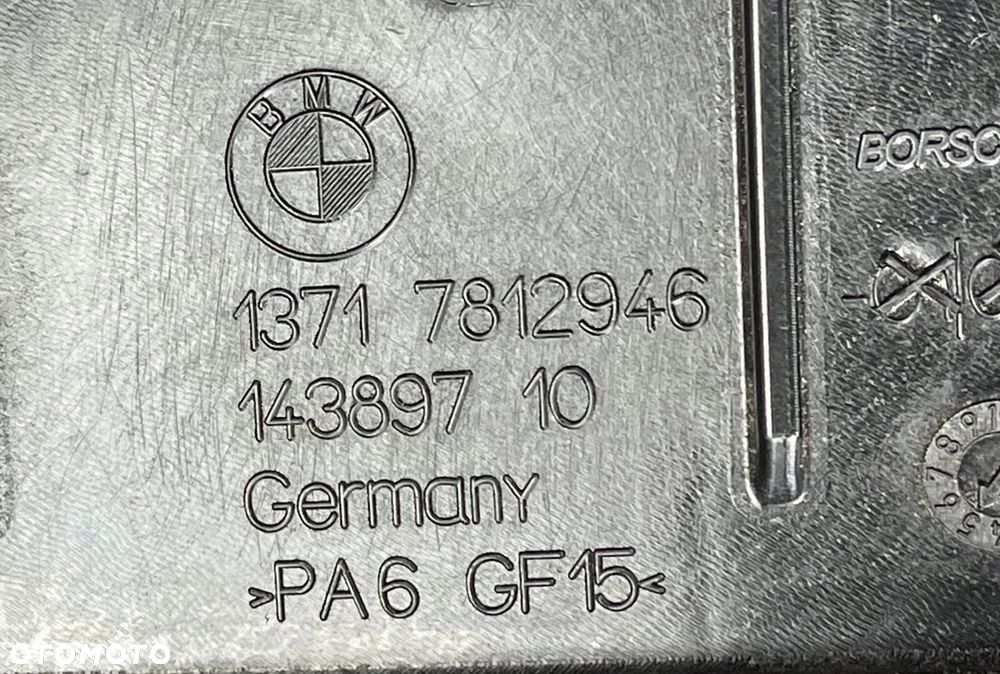 BMW
BORSC
1371 7812946
143897 10
Germany
>PA6 GF15<
OTOMOTO